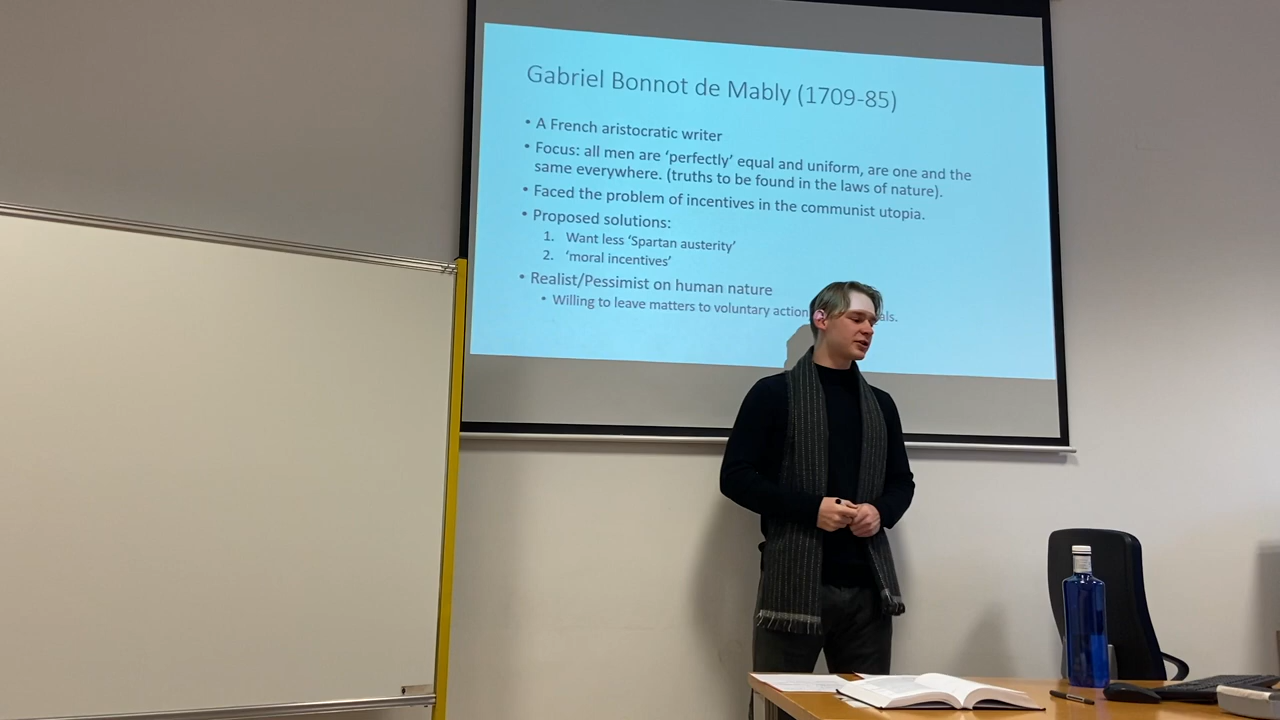 Gabriel Bonnot de Mably (1709-85)
• A French aristocratic writer
• Focus: all men are ‘perfectly’ equal and uniform, are one and the
same everywhere. (truths to be found in the laws of nature).
• Faced the problem of incentives in the communist utopia.
• Proposed solutions:
1. Want less ‘Spartan austerity’
2. ‘moral incentives’
• Realist/Pessimist on human nature
• Willing to leave matters to voluntary action